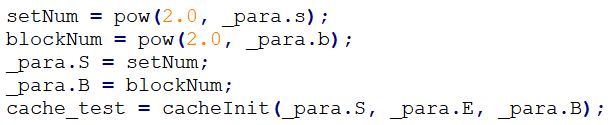 setNum = pow(2.0, _para.s);
blockNum = pow(2.0, _para.b);
_para.S = setNum;
_para.B = blockNum;
cache_test = cacheInit(_para.S, _para.E, _para.B);